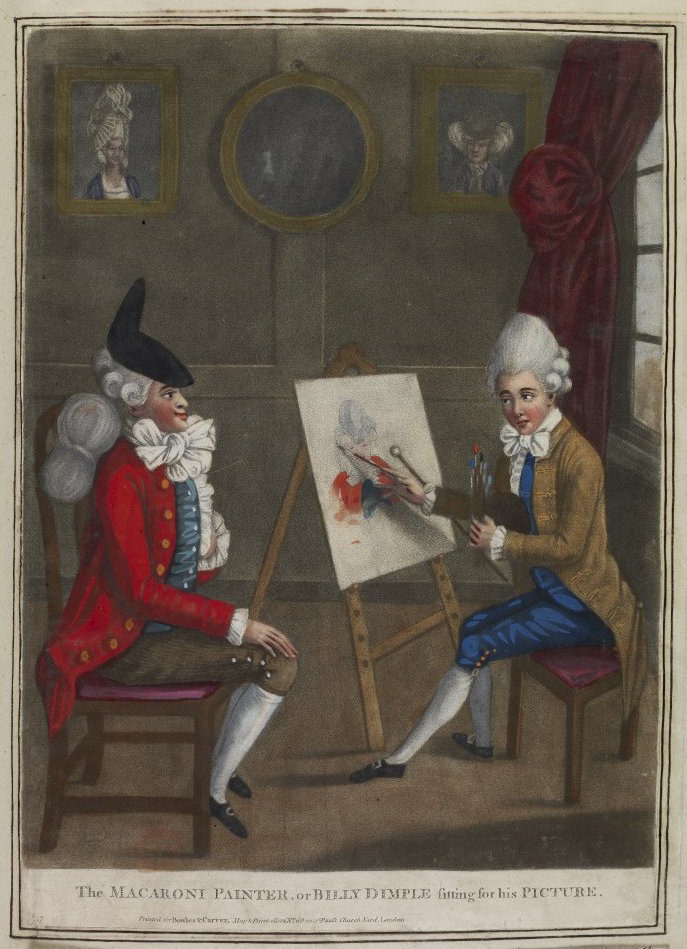 The MACARONI PAINTER, or BILLY DIMPLE sitting for his PICTURE.
Printed for Bowles & Carver, Map & Printsellers, No. 69 in St. Pauls Church Yard, London